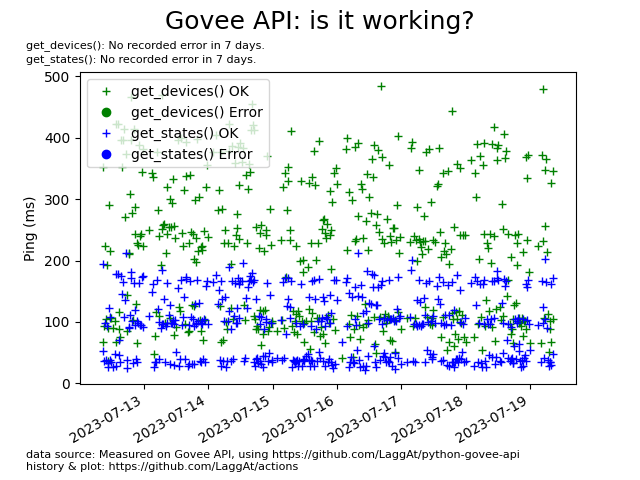 Govee API: is it working?
get_devices(): No recorded error in 7 days.
get_states(): No recorded error in 7 days.
500
400
300
200
100
0
Ping (ms)
get_devices() OK
get_devices() Error
get_states() OK
get_states() Error
2023-07-13
2023-07-14
2023-07-15
2023-07-16
2023-07-17
2023-07-18
2023-07-19
data source: Measured on Govee API, using https://github.com/LaggAt/python-govee-api
history & plot: https://github.com/LaggAt/actions